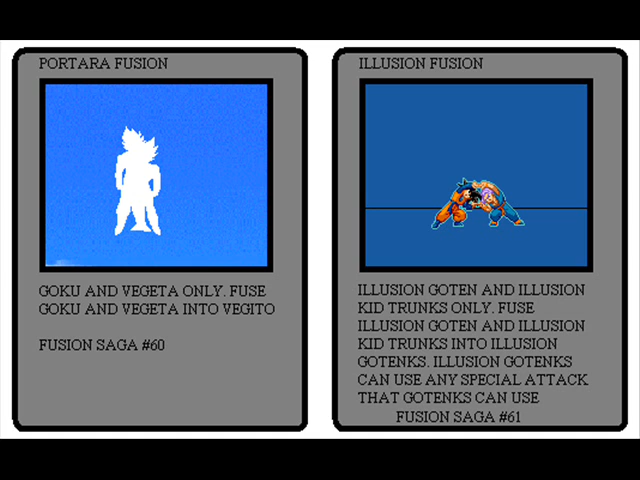 PORTARA FUSION
GOKU AND VEGETA ONLY. FUSE
GOKU AND VEGETA INTO VEGITO
FUSION SAGA #60
ILLUSION FUSION
ILLUSION GOTEN AND ILLUSION
KID TRUNKS ONLY. FUSE
ILLUSION GOTEN AND ILLUSION
KID TRUNKS INTO ILLUSION
GOTENKS. ILLUSION GOTENKS
CAN USE ANY SPECIAL ATTACK
THAT GOTENKS CAN USE
FUSION SAGA #61